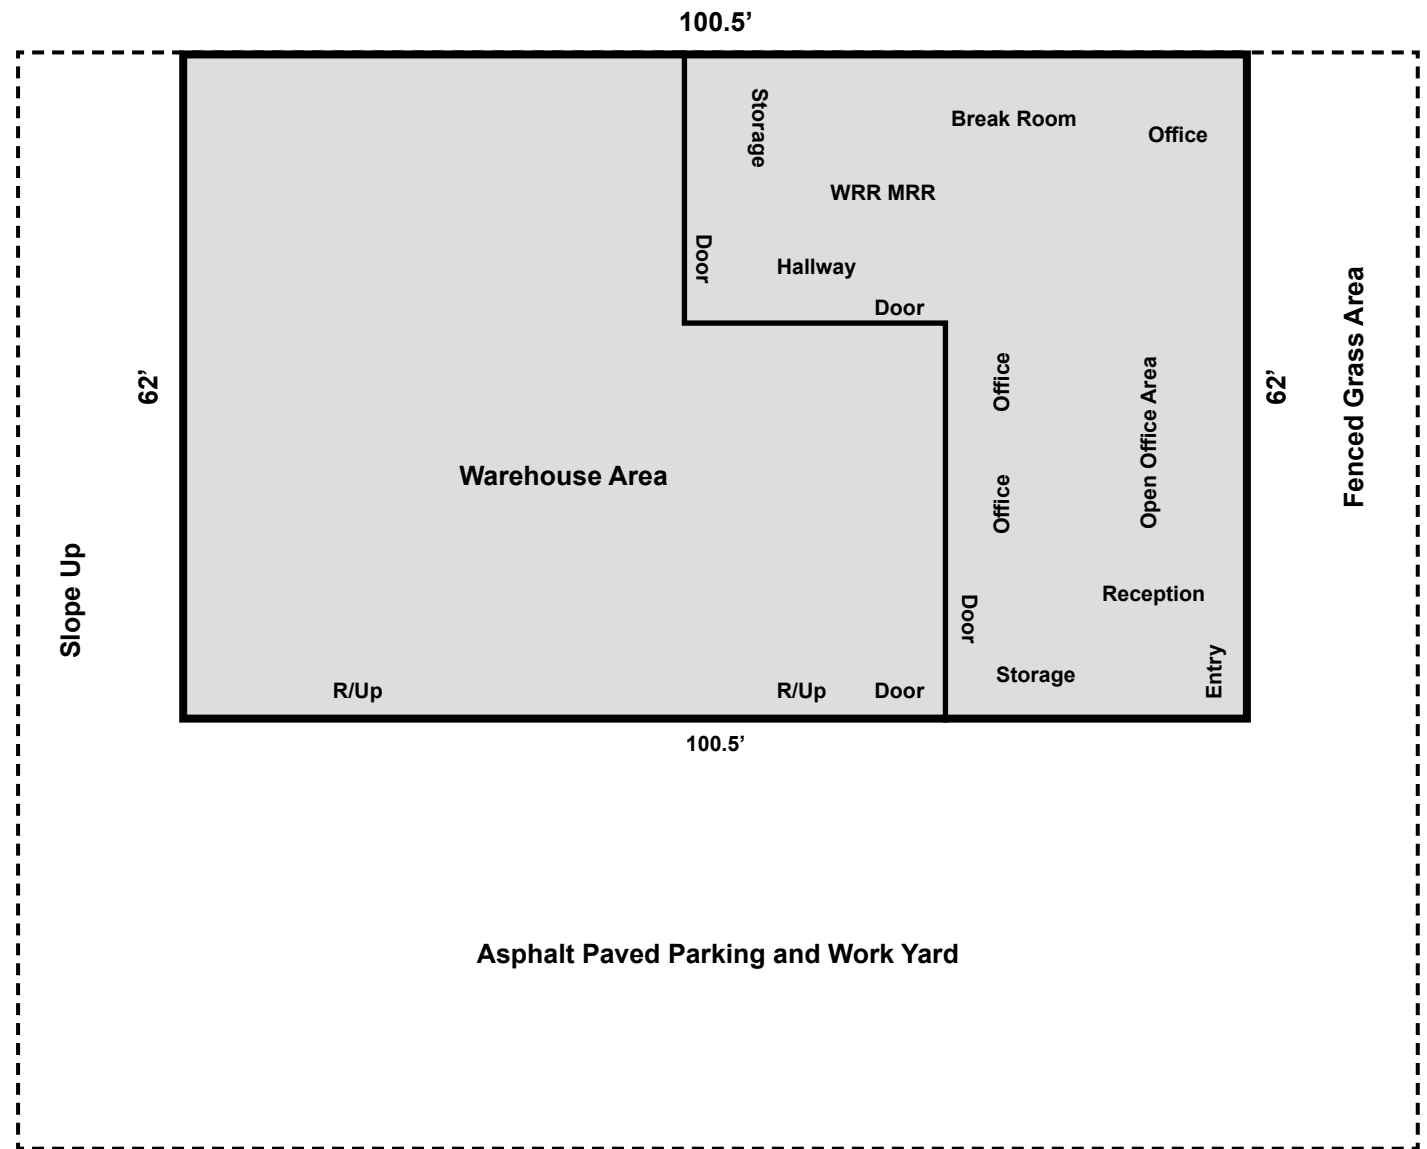 100.5’
Storage
Break Room
Office
WRR MRR
Door
Hallway
Door
62’
Office
Open Office Area
62’
Fenced Grass Area
Warehouse Area
Office
Slope Up
Door
Reception
Storage
Entry
R/Up
R/Up
Door
100.5’
Asphalt Paved Parking and Work Yard